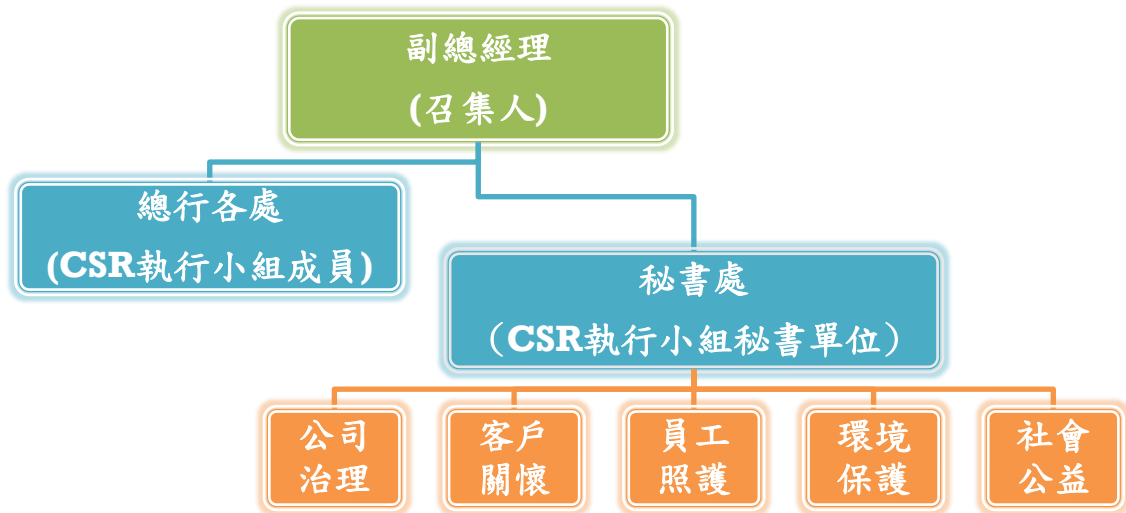 副總經理
(召集人)
總行各處
(CSR執行小組成員)
秘書處
（CSR執行小組秘書單位）
公司
治理
客戶
關懷
員工
照護
環境
保護
社會
公益